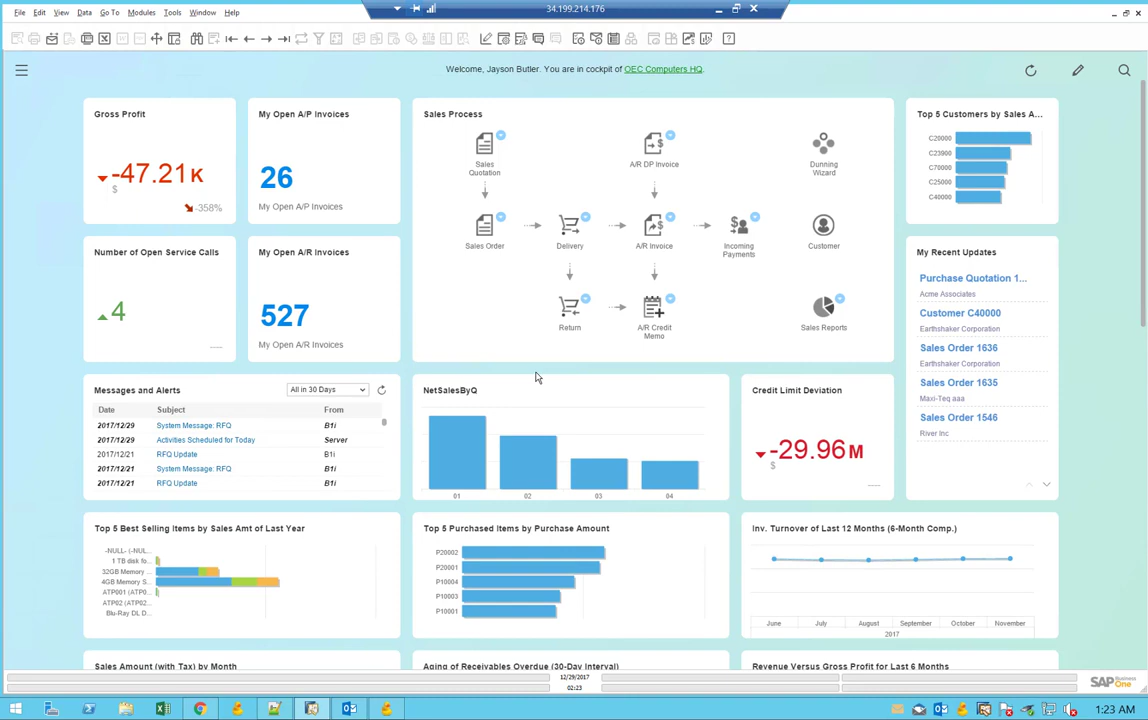 34.199.214.176
File Edit View Data Go To Modules Tools Window Help
Welcome, Jayson Butler. You are in cockpit of OEC Computers HQ.
Gross Profit
-47.21K
$
-358%
My Open A/P Invoices
26
My Open A/P Invoices
Sales Process
Sales
Quotation
A/R DP Invoice
Dunning
Wizard
Sales Order
Delivery
A/R Invoice
Incoming
Payments
Customer
Return
A/R Credit
Memo
Sales Reports
Top 5 Customers by Sales A...
C20000
C23900
C70000
C25000
C40000
Number of Open Service Calls
4
My Open A/R Invoices
527
My Open A/R Invoices
My Recent Updates
Purchase Quotation 1...
Acme Associates
Customer C40000
Earthshaker Corporation
Sales Order 1636
Earthshaker Corporation
Sales Order 1635
Maxi-Teq aaa
Sales Order 1546
River Inc
Messages and Alerts
All in 30 Days
Date Subject From
2017/12/29 System Message: RFQ B1i
2017/12/29 Activities Scheduled for Today Server
2017/12/21 RFQ Update B1i
2017/12/21 System Message: RFQ B1i
2017/12/21 RFQ Update B1i
NetSalesByQ
01 02 03 04
Credit Limit Deviation
-29.96M
$
Top 5 Best Selling Items by Sales Amt of Last Year
-NULL- (-NUL...
1 TB disk fo...
32GB Memory ...
4GB Memory S...
ATP001 (ATP0...
ATP02 (ATP02...
Blu-Ray DL D...
Top 5 Purchased Items by Purchase Amount
P20002
P20001
P10004
P10003
P10001
Inv. Turnover of Last 12 Months (6-Month Comp.)
June July August September October November
2017
Sales Amount (with Tax) by Month
Aging of Receivables Overdue (30-Day Interval)
Revenue Versus Gross Profit for Last 6 Months
12/29/2017
02:23
SAP Business One
1:23 AM